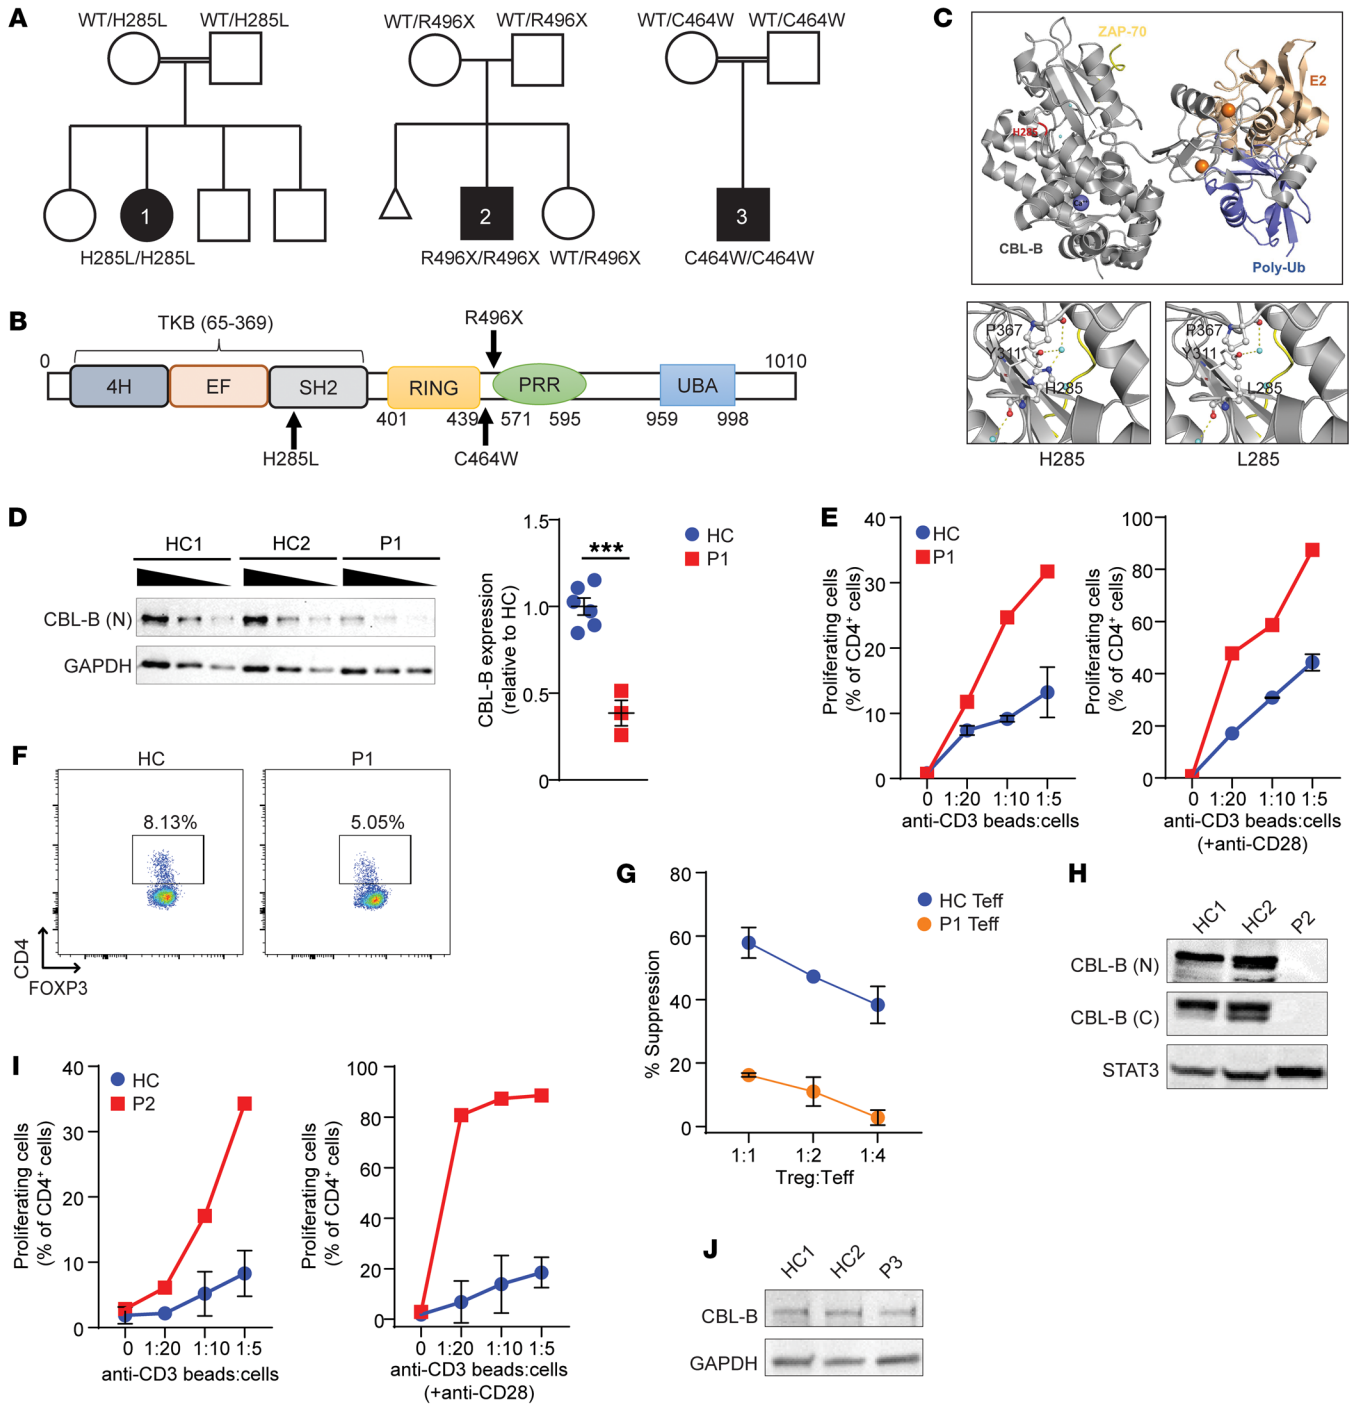 A
WT/H285L WT/H285L
1
H285L/H285L
WT/R496X WT/R496X
2
R496X/R496X WT/R496X
WT/C464W WT/C464W
3
C464W/C464W
B
TKB (65-369)
R496X
0 1010
4H EF SH2 RING PRR UBA
401 439 571 595 959 998
H285L C464W
C
ZAP-70
E2
H285
Ca²⁺
CBL-B
Poly-Ub
P367
Y311
H285
H285
P367
Y311
L285
L285
D
HC1 HC2 P1
CBL-B (N)
GAPDH
CBL-B expression
(relative to HC)
1.5
1.0
0.5
0
***
HC
P1
E
HC
P1
Proliferating cells
(% of CD4⁺ cells)
40
30
20
10
0
0 1:20 1:10 1:5
anti-CD3 beads:cells
Proliferating cells
(% of CD4⁺ cells)
100
80
60
40
20
0
0 1:20 1:10 1:5
anti-CD3 beads:cells
(+anti-CD28)
F
HC P1
8.13% 5.05%
CD4
FOXP3
G
% Suppression
80
60
40
20
0
1:1 1:2 1:4
Treg:Teff
HC Teff
P1 Teff
H
HC1 HC2 P2
CBL-B (N)
CBL-B (C)
STAT3
I
HC
P2
Proliferating cells
(% of CD4⁺ cells)
40
30
20
10
0
0 1:20 1:10 1:5
anti-CD3 beads:cells
Proliferating cells
(% of CD4⁺ cells)
100
80
60
40
20
0
0 1:20 1:10 1:5
anti-CD3 beads:cells
(+anti-CD28)
J
HC1 HC2 P3
CBL-B
GAPDH